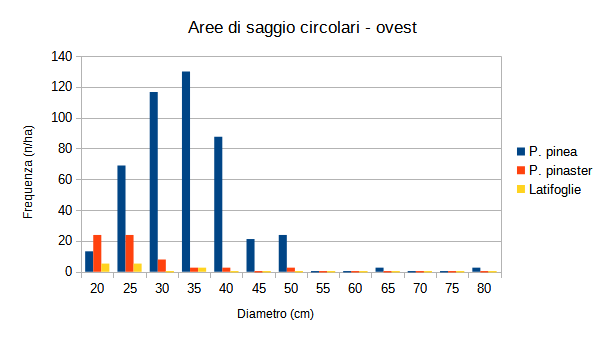 Aree di saggio circolari - ovest
140
120
100
80
60
40
20
0
Frequenza (n/ha)
20 25 30 35 40 45 50 55 60 65 70 75 80
Diametro (cm)
P. pinea
P. pinaster
Latifoglie